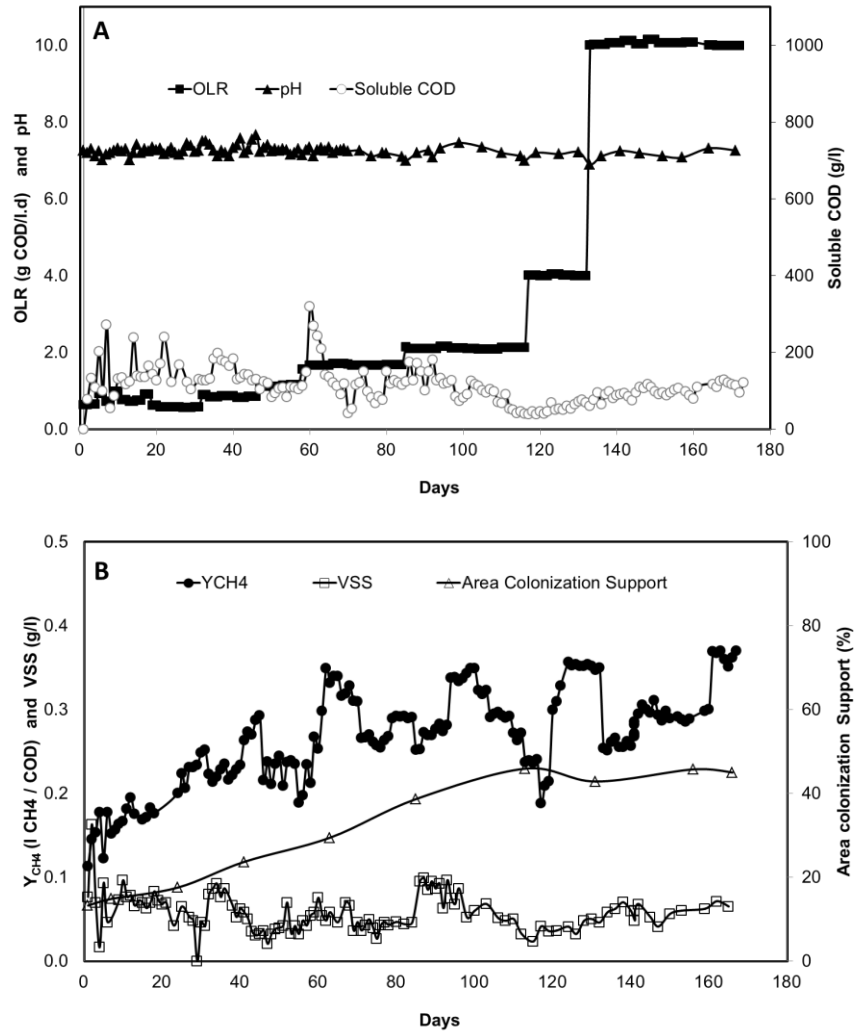 A
OLR pH Soluble COD
OLR (g COD/l.d) and pH
10.0
8.0
6.0
4.0
2.0
0.0
1000
800
600
400
200
0
Soluble COD (g/l)
0 20 40 60 80 100 120 140 160 180
Days
B
YCH4 VSS Area Colonization Support
YCH4 (l CH4 / COD) and VSS (g/l)
0.5
0.4
0.3
0.2
0.1
0.0
100
80
60
40
20
0
Area colonization Support (%)
0 20 40 60 80 100 120 140 160 180
Days